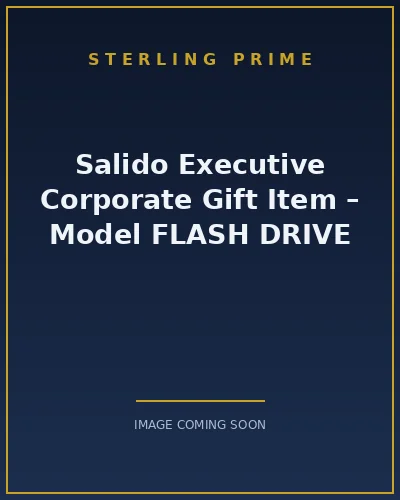 STERLING PRIME
Salido Executive
Corporate Gift Item –
Model FLASH DRIVE
IMAGE COMING SOON